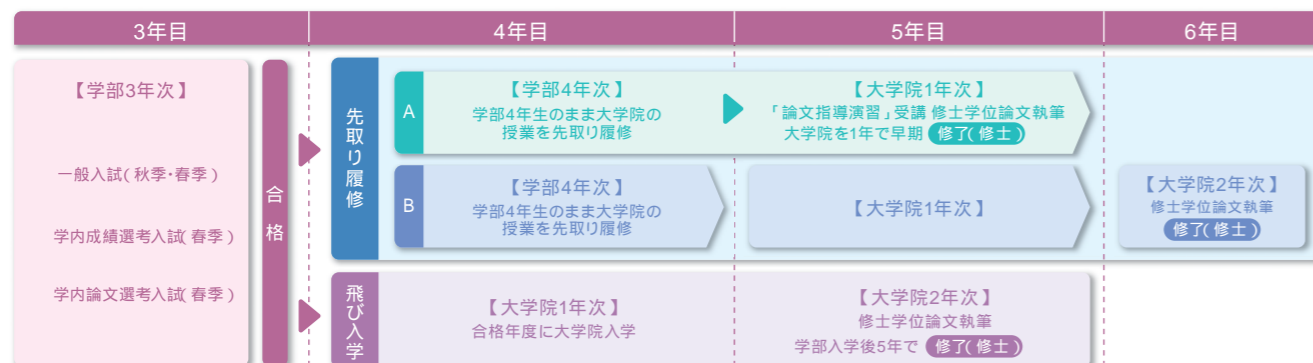 3年目
4年目
5年目
6年目
【学部3年次】
一般入試(秋季・春季)
学内成績選考入試(春季)
学内論文選考入試(春季)
合格
先取り履修
A
【学部4年次】
学部4年生のまま大学院の
授業を先取り履修
【大学院1年次】
「論文指導演習」受講 修士学位論文執筆
大学院を1年で早期 修了(修士)
B
【学部4年次】
学部4年生のまま大学院の
授業を先取り履修
【大学院1年次】
【大学院2年次】
修士学位論文執筆
修了(修士)
飛び入学
【大学院1年次】
合格年度に大学院入学
【大学院2年次】
修士学位論文執筆
学部入学後5年で 修了(修士)